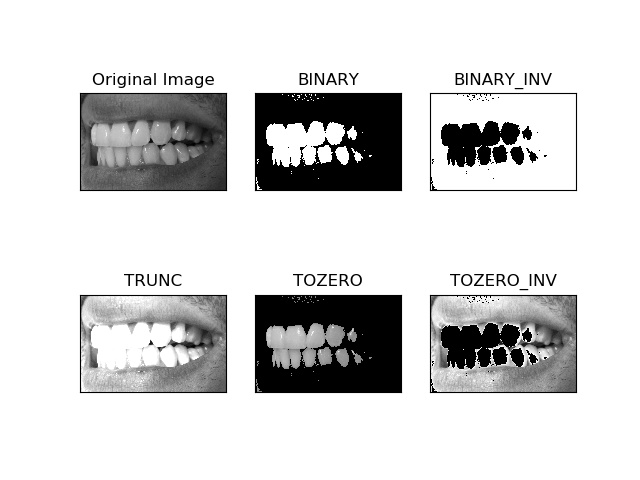 Original Image
BINARY
BINARY_INV
TRUNC
TOZERO
TOZERO_INV